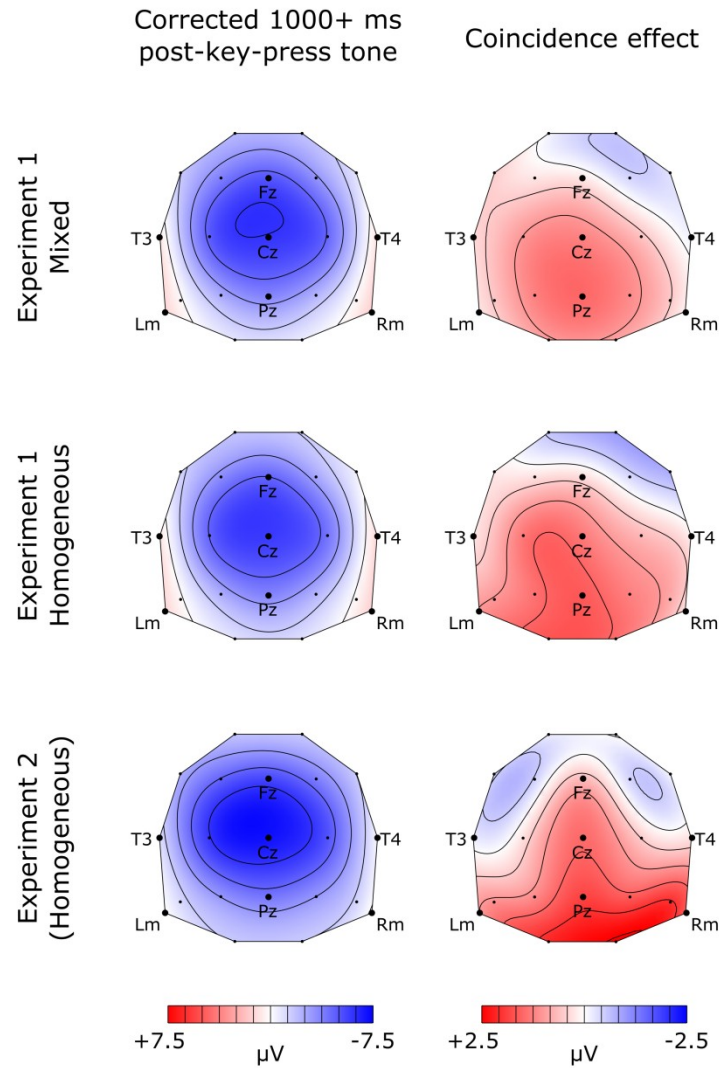 Corrected 1000+ ms
post-key-press tone
Coincidence effect
Experiment 1
Mixed
Fz
T3
T4
Cz
Pz
Lm
Rm
Fz
T3
T4
Cz
Pz
Lm
Rm
Experiment 1
Homogeneous
Fz
T3
T4
Cz
Pz
Lm
Rm
Fz
T3
T4
Cz
Pz
Lm
Rm
Experiment 2
(Homogeneous)
Fz
T3
T4
Cz
Pz
Lm
Rm
Fz
T3
T4
Cz
Pz
Lm
Rm
+7.5
-7.5
µV
+2.5
-2.5
µV